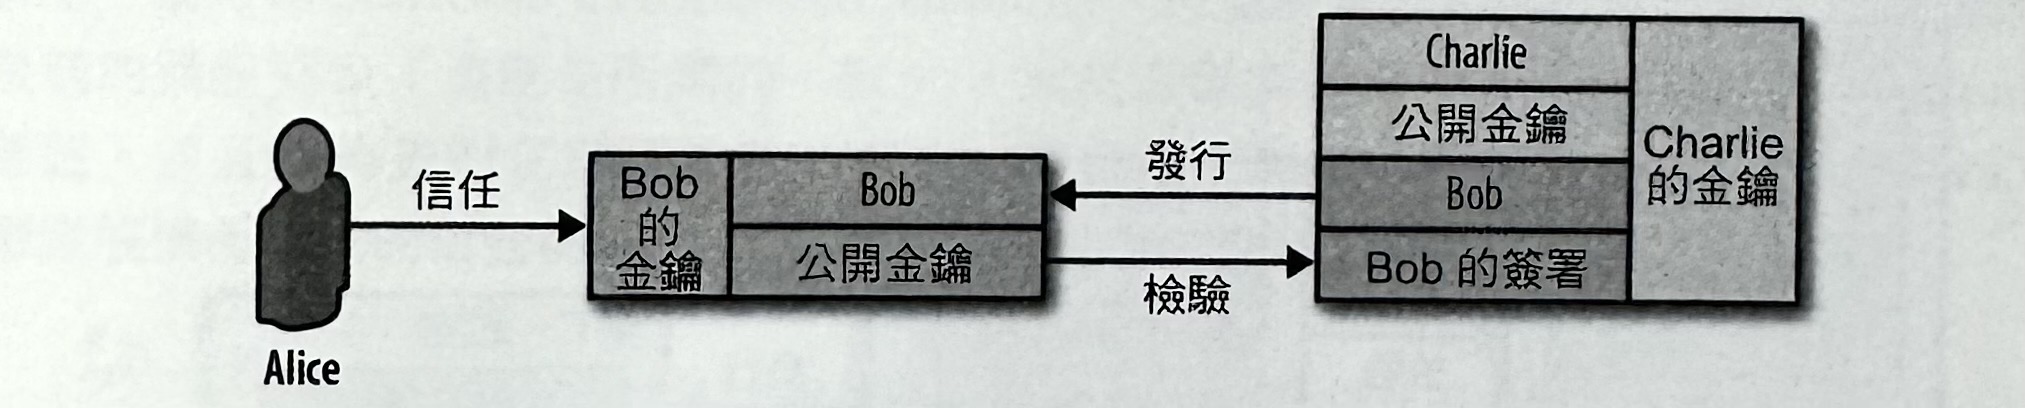 Alice
信任
Bob
的
金鑰
Bob
公開金鑰
發行
檢驗
Charlie
公開金鑰
Bob
Bob 的簽署
Charlie
的金鑰